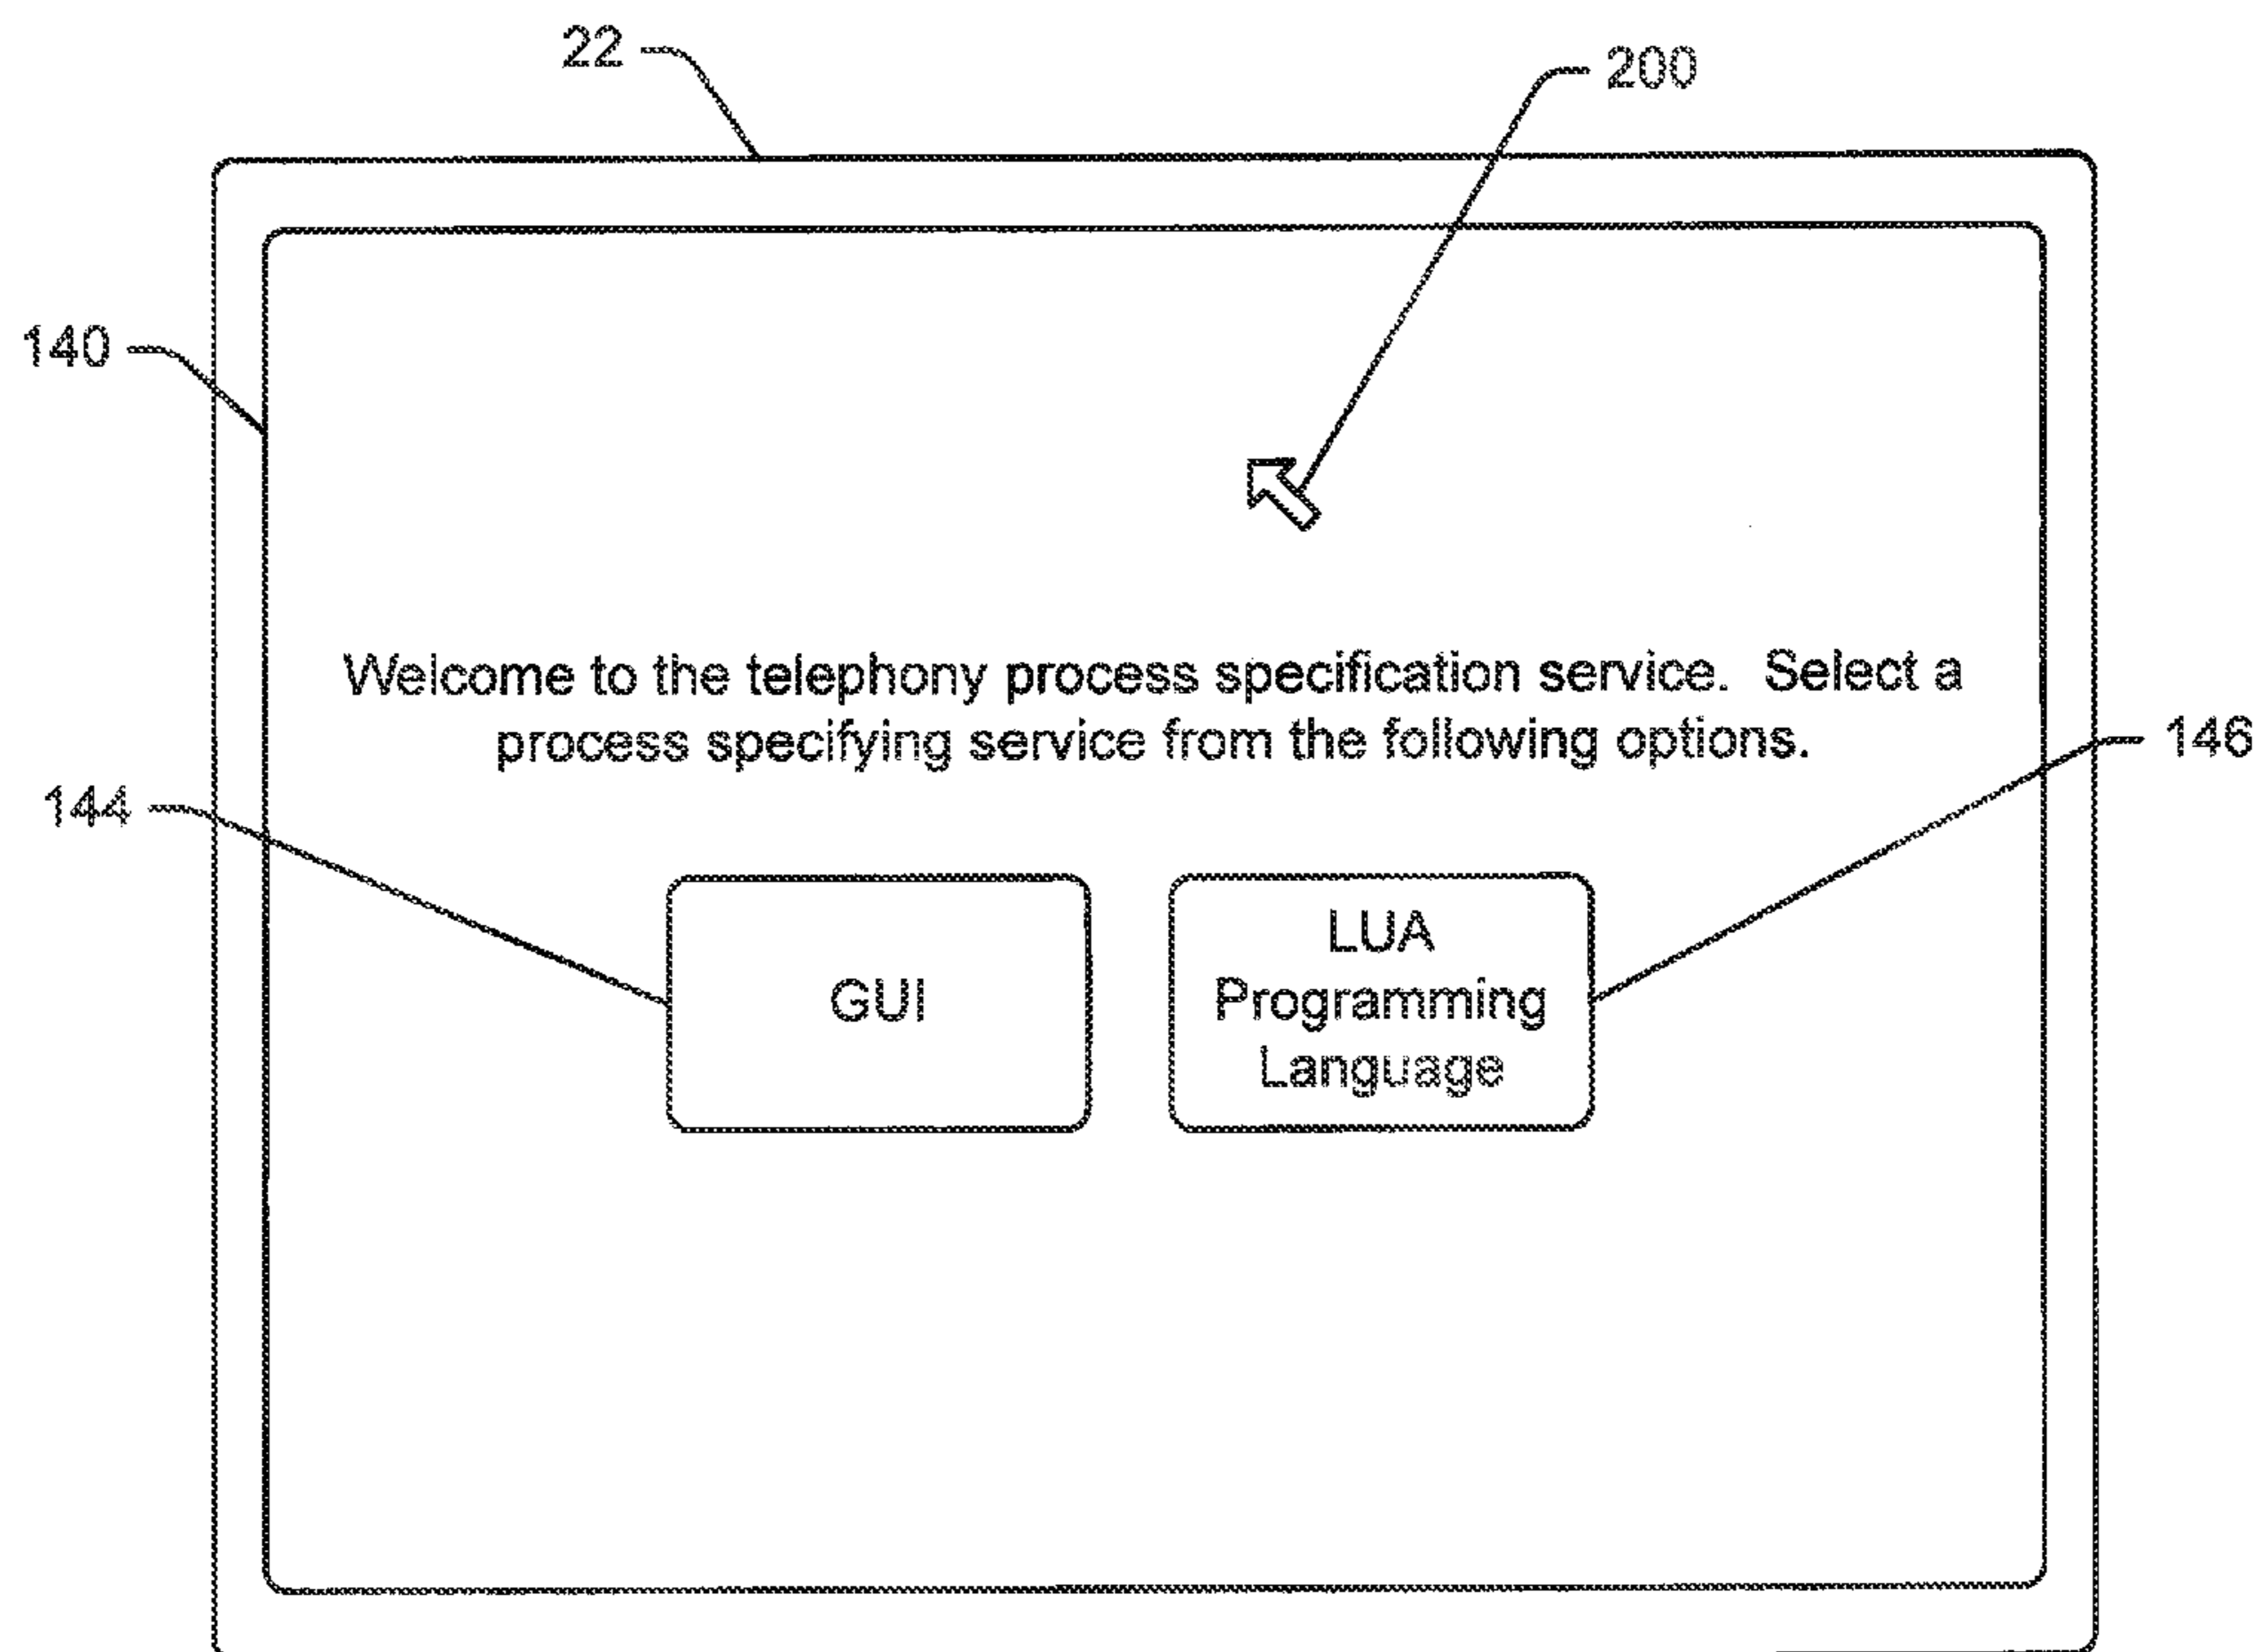 22
200
140
Welcome to the telephony process specification service. Select a
process specifying service from the following options.
146
144
GUI
LUA
Programming
Language